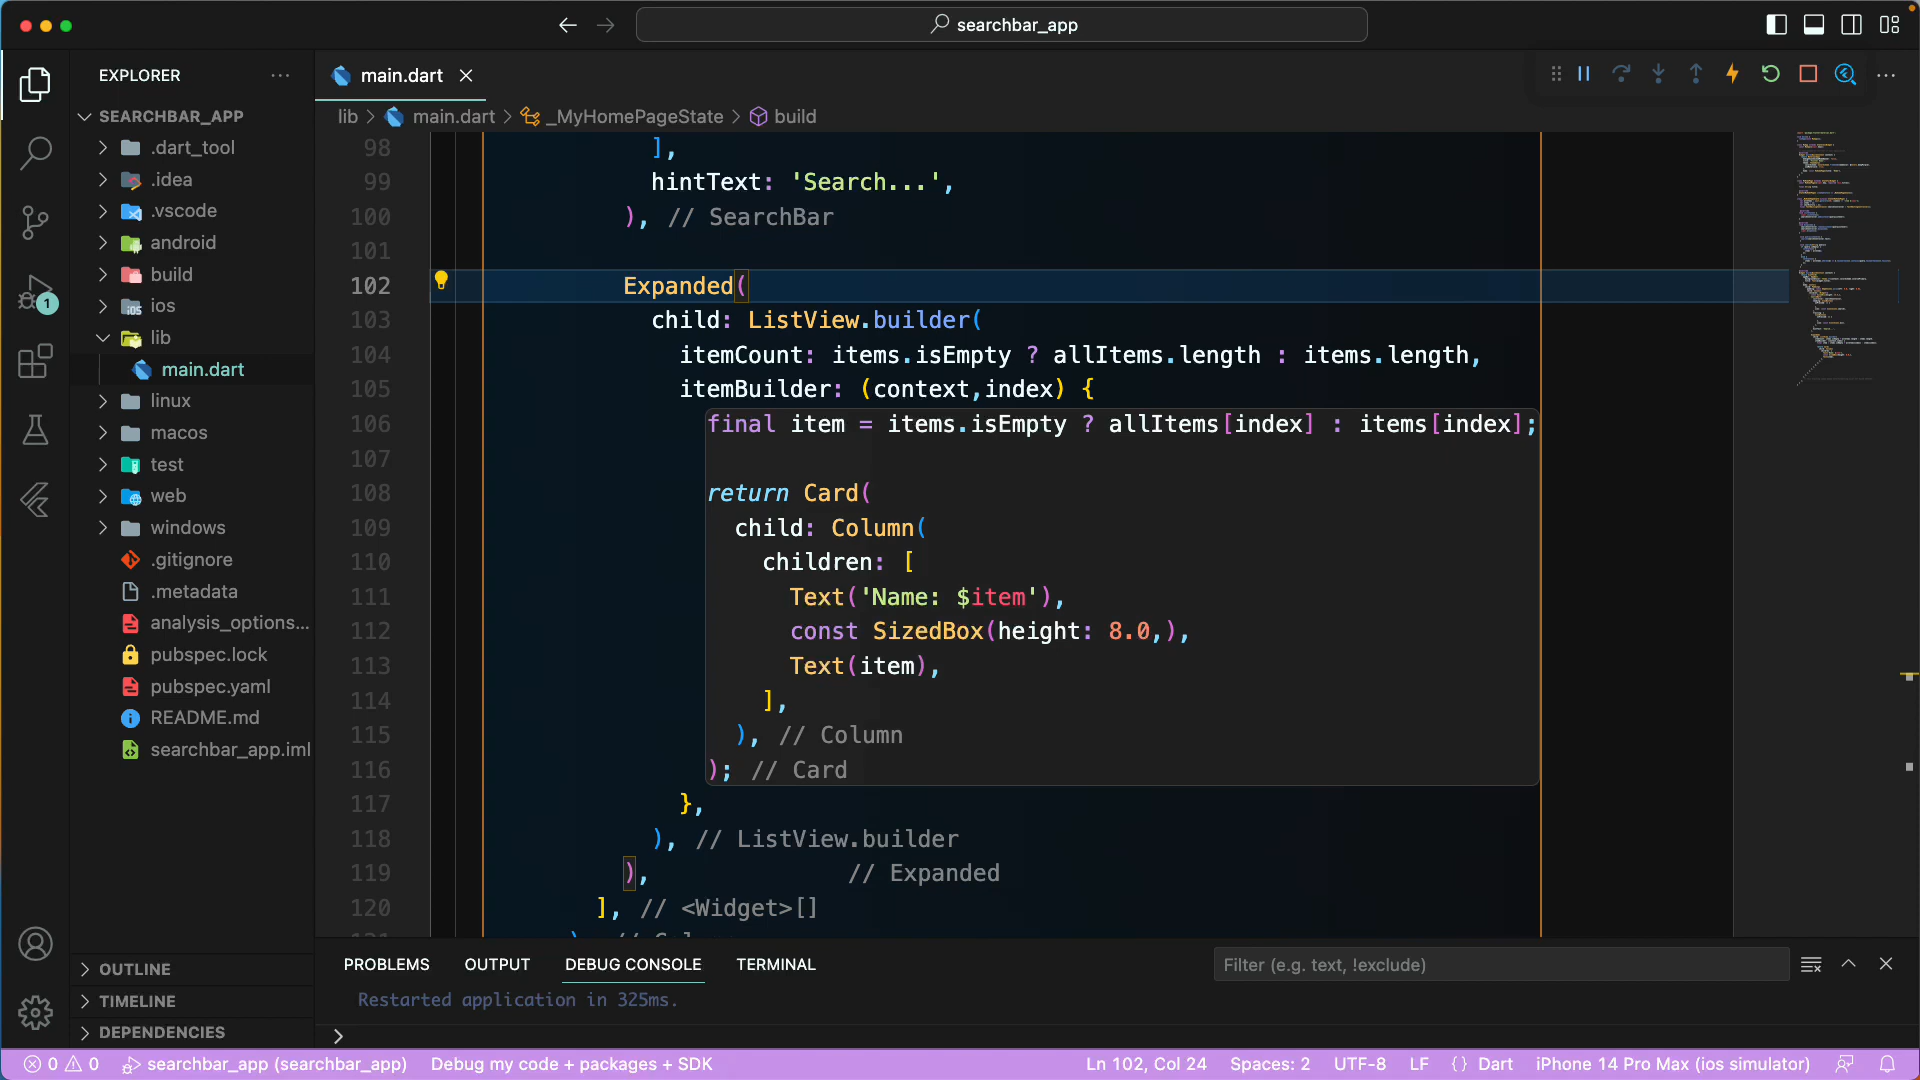 searchbar_app
EXPLORER
main.dart
SEARCHBAR_APP
lib > main.dart > _MyHomePageState > build
.dart_tool
.idea
.vscode
android
build
ios
lib
main.dart
linux
macos
test
web
windows
.gitignore
.metadata
analysis_options...
pubspec.lock
pubspec.yaml
README.md
searchbar_app.iml
OUTLINE
TIMELINE
DEPENDENCIES
98 ],
99 hintText: 'Search...',
100 ), // SearchBar
101
102 Expanded(
103 child: ListView.builder(
104 itemCount: items.isEmpty ? allItems.length : items.length,
105 itemBuilder: (context,index) {
106 final item = items.isEmpty ? allItems[index] : items[index];
107
108 return Card(
109 child: Column(
110 children: [
111 Text('Name: $item'),
112 const SizedBox(height: 8.0,),
113 Text(item),
114 ],
115 ), // Column
116 ); // Card
117 },
118 ), // ListView.builder
119 ), // Expanded
120 ], // <Widget>[]
PROBLEMS OUTPUT DEBUG CONSOLE TERMINAL
Filter (e.g. text, !exclude)
Restarted application in 325ms.
>
0 0 searchbar_app (searchbar_app) Debug my code + packages + SDK Ln 102, Col 24 Spaces: 2 UTF-8 LF {} Dart iPhone 14 Pro Max (ios simulator)
1